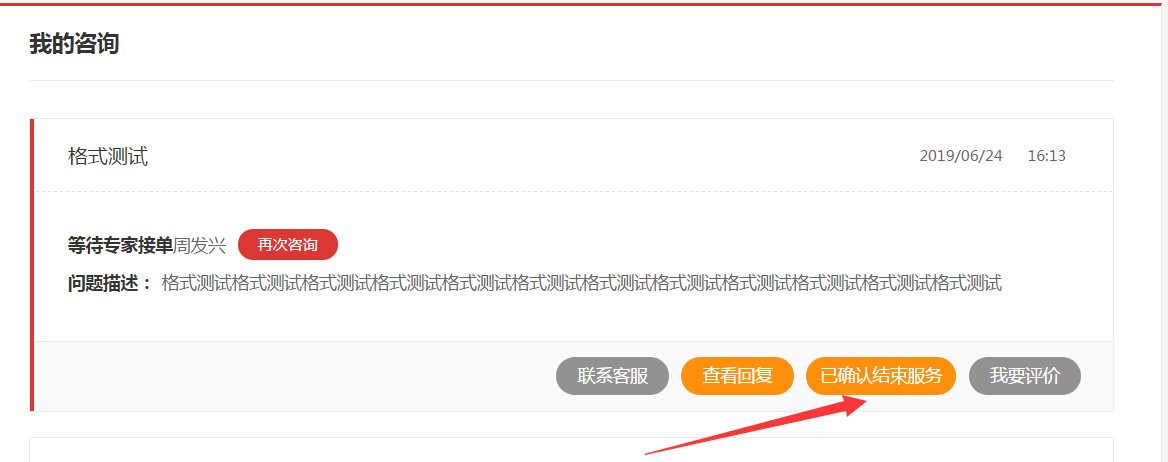 我的咨询
格式测试 2019/06/24 16:13
等待专家接单周发兴 再次咨询
问题描述： 格式测试格式测试格式测试格式测试格式测试格式测试格式测试格式测试格式测试格式测试格式测试格式测试
联系客服 查看回复 已确认结束服务 我要评价